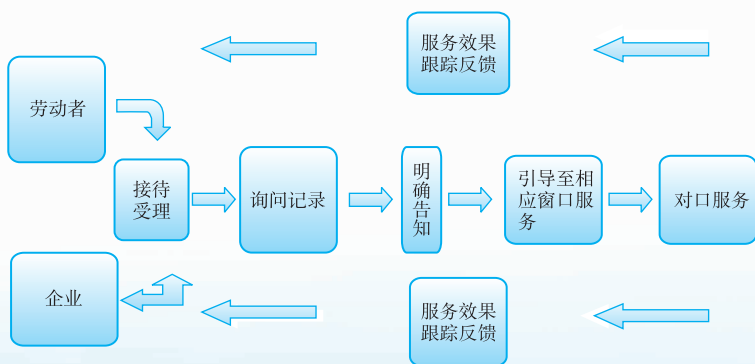 服务效果
跟踪反馈
劳动者
接待
受理
询问记录
明
确
告
知
引导至相
应窗口服
务
对口服务
企业
服务效果
跟踪反馈